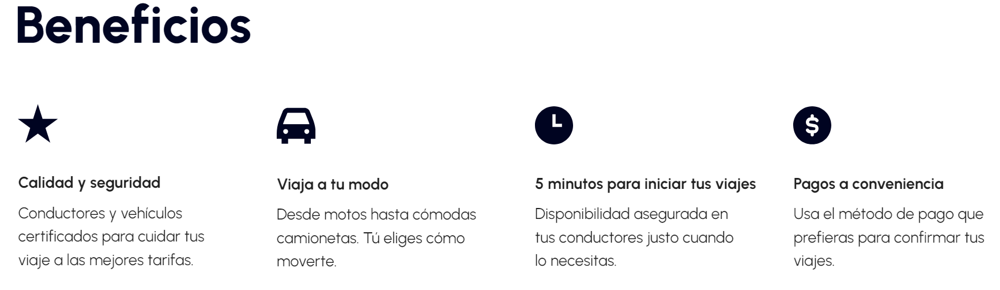 Beneficios
Calidad y seguridad
Conductores y vehículos
certificados para cuidar tus
viaje a las mejores tarifas.
Viaja a tu modo
Desde motos hasta cómodas
camionetas. Tú eliges cómo
moverte.
5 minutos para iniciar tus viajes
Disponibilidad asegurada en
tus conductores justo cuando
lo necesitas.
Pagos a conveniencia
Usa el método de pago que
prefieras para confirmar tus
viajes.